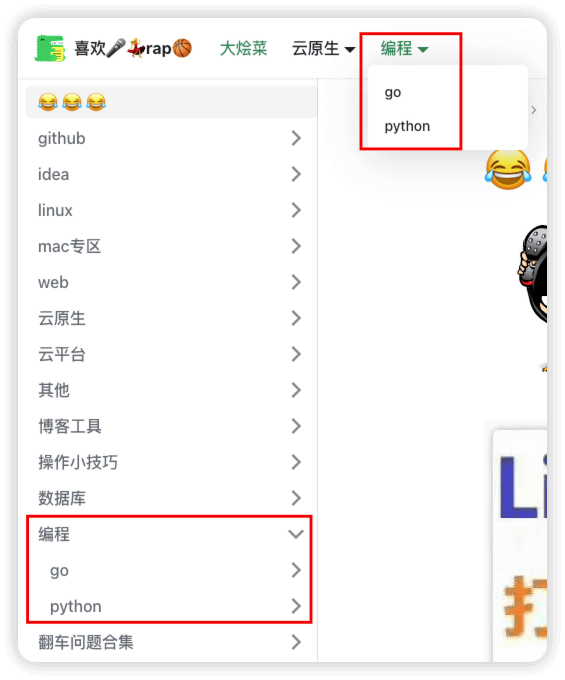 喜欢🎤💃rap🏀 大烩菜 云原生 编程
go
python
😂😂😂
github
idea
linux
mac专区
web
云原生
云平台
其他
博客工具
操作小技巧
数据库
编程
go
python
翻车问题合集
Li
打